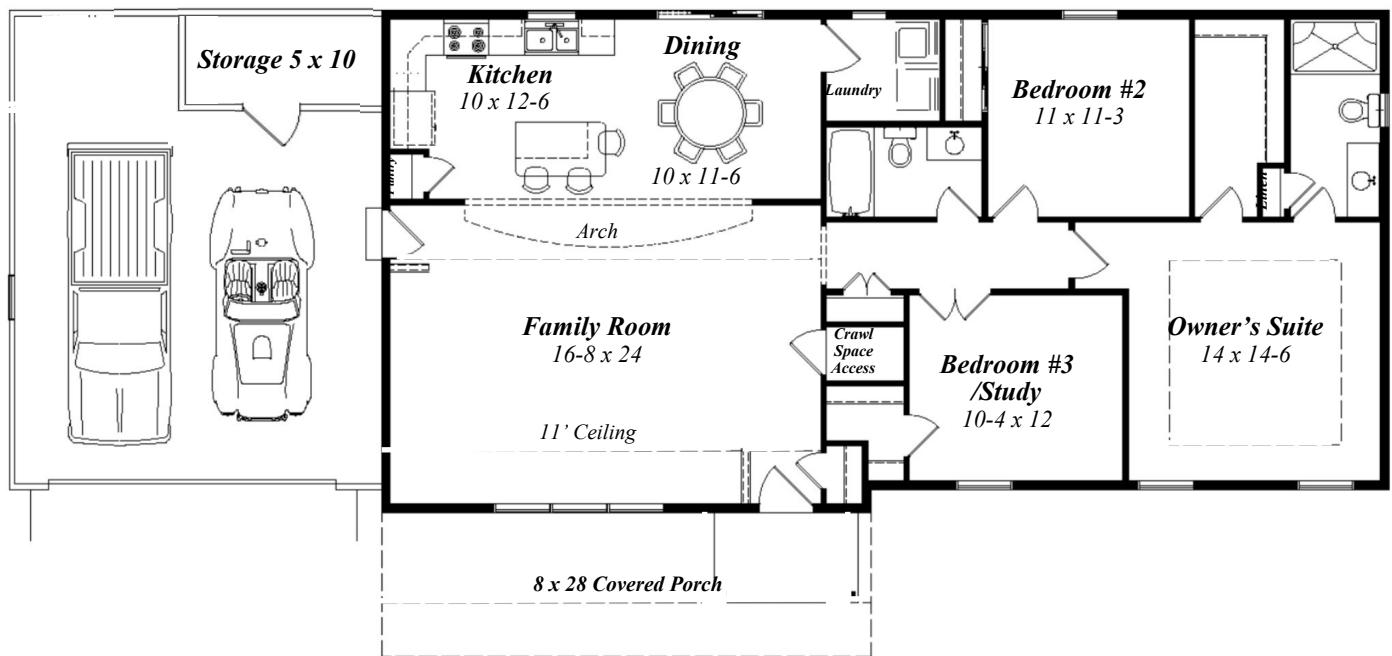 Storage 5 x 10
Kitchen
10 x 12-6
Dining
10 x 11-6
Laundry
Bedroom #2
11 x 11-3
Pantry
Linen
Arch
Family Room
16-8 x 24
Crawl
Space
Access
Bedroom #3
/Study
10-4 x 12
Owner’s Suite
14 x 14-6
11’ Ceiling
8 x 28 Covered Porch